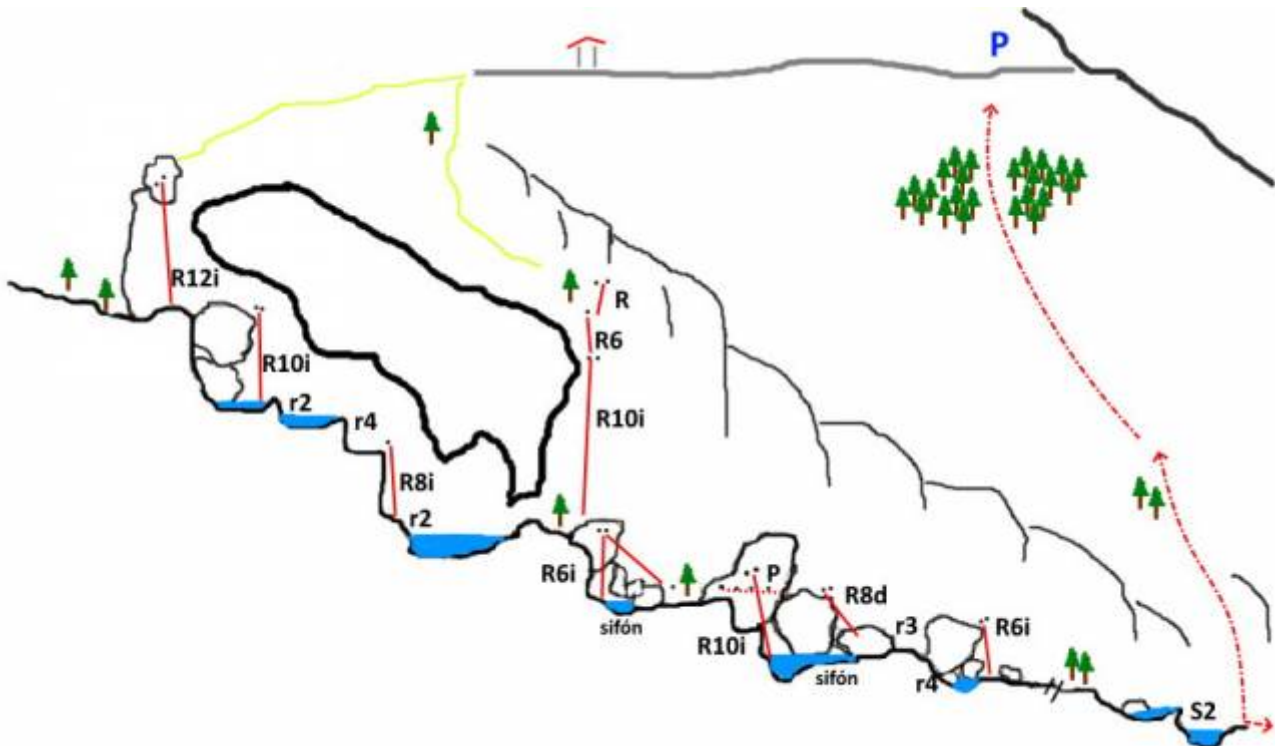 P
R12i
R
R6
R10i
r2
r4
R10i
R8i
r2
R6i
sifón
P
R8d
R10i
sifón
r3
r4
R6i
S2